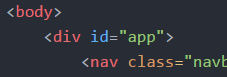 <body>
<div id="app">
<nav class="navb